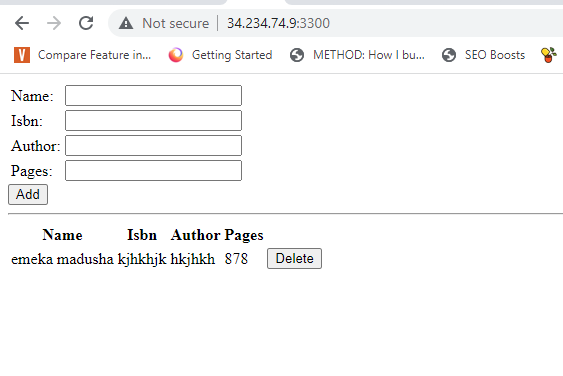 Not secure | 34.234.74.9:3300
Compare Feature in... Getting Started METHOD: How I bu... SEO Boosts
Name:
Isbn:
Author:
Pages:
Add
Name Isbn Author Pages
emeka madusha kjhkhjk hkjhkh 878 Delete